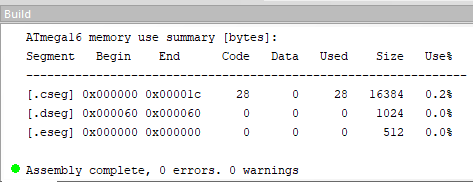 Build
ATmega16 memory use summary [bytes]:
Segment   Begin    End      Code   Data   Used    Size   Use%
---------------------------------------------------------------
[.cseg] 0x000000 0x00001c     28      0     28   16384   0.2%
[.dseg] 0x000060 0x000060      0      0      0    1024   0.0%
[.eseg] 0x000000 0x000000      0      0      0     512   0.0%
Assembly complete, 0 errors. 0 warnings